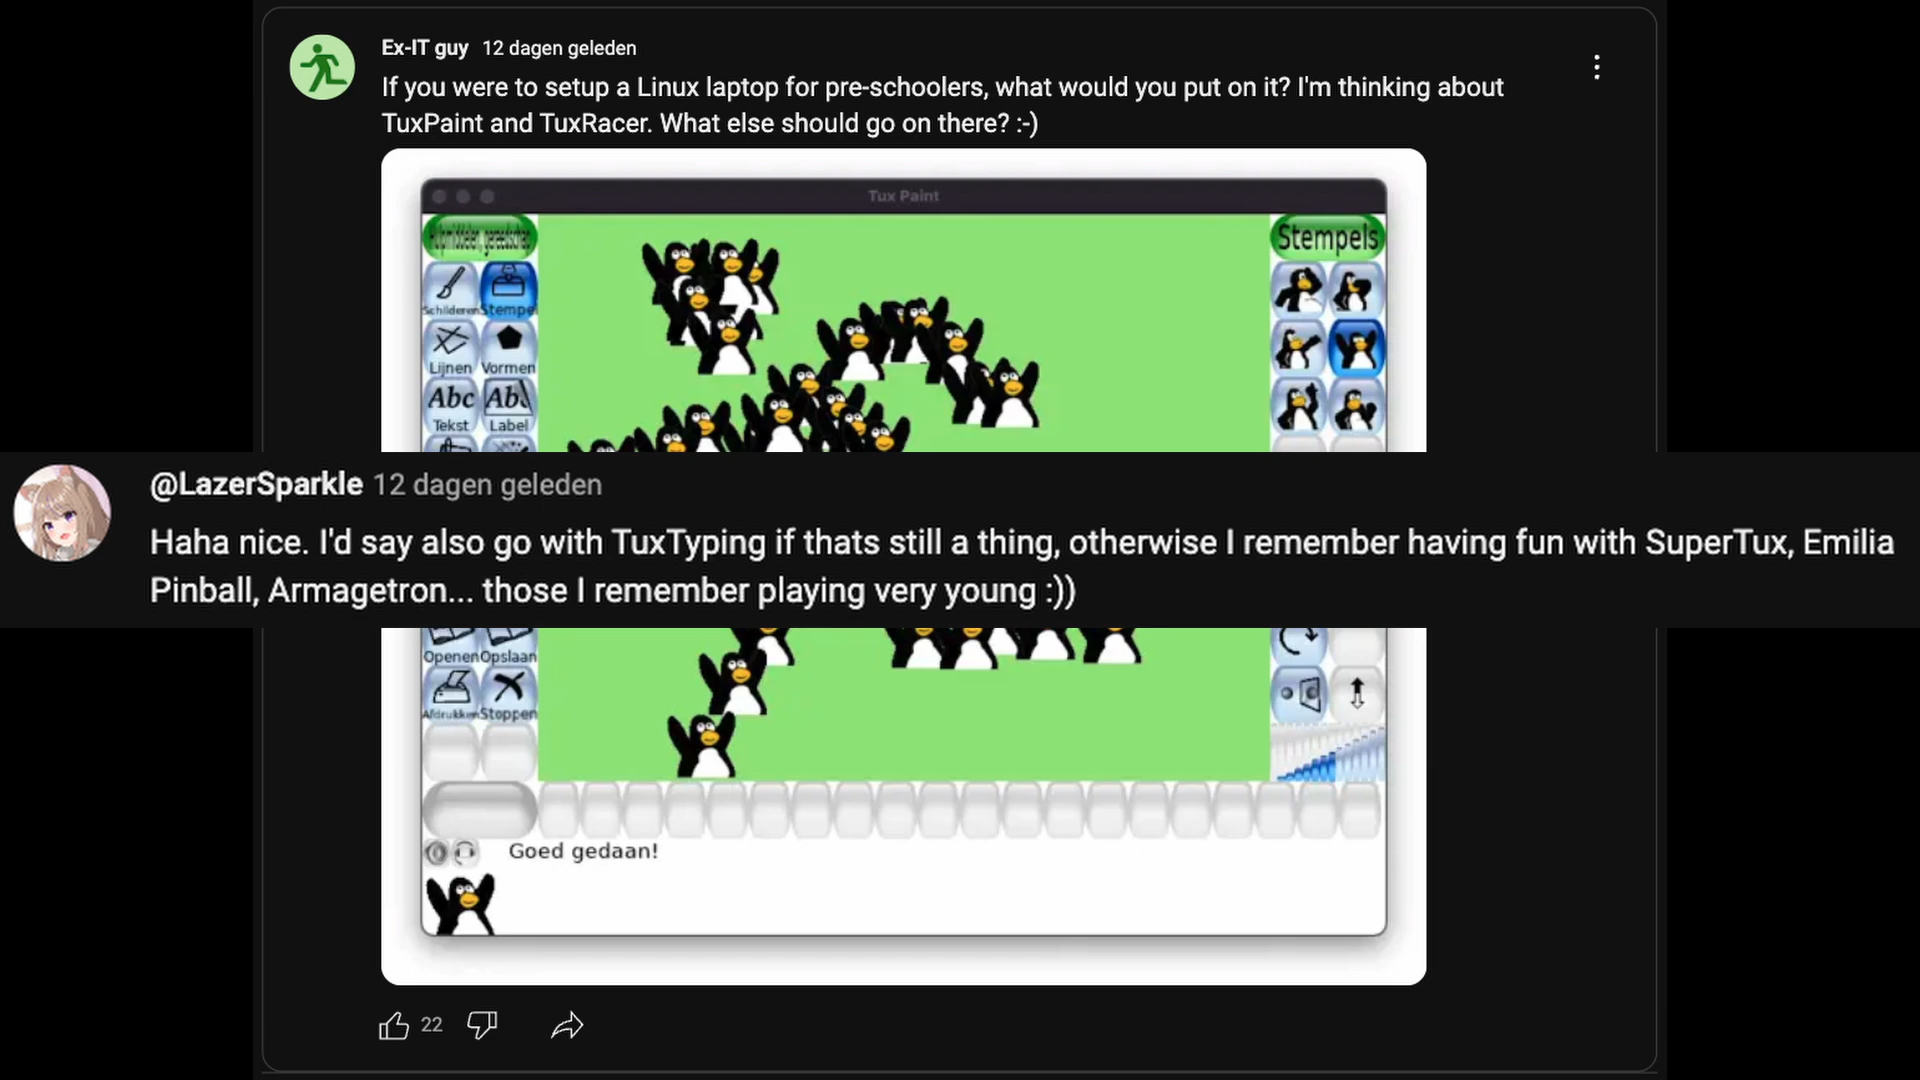 Ex-IT guy 12 dagen geleden
If you were to setup a Linux laptop for pre-schoolers, what would you put on it? I'm thinking about
TuxPaint and TuxRacer. What else should go on there? :-)
Tux Paint
Stempels
Schilderen Stempel
Lijnen Vormen
Abc Abc
Tekst Label
@LazerSparkle 12 dagen geleden
Haha nice. I'd say also go with TuxTyping if thats still a thing, otherwise I remember having fun with SuperTux, Emilia
Pinball, Armagetron... those I remember playing very young :))
Openen Opslaan
Afdrukken Stoppen
Goed gedaan!
22